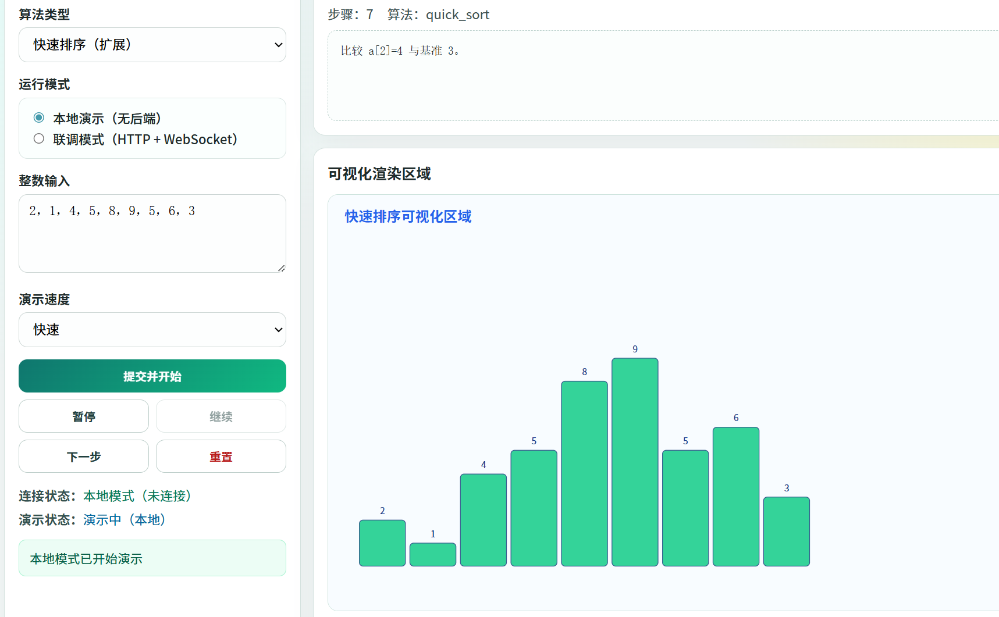 算法类型
快速排序（扩展）
运行模式
本地演示（无后端）
联调模式（HTTP + WebSocket）
整数输入
2, 1, 4, 5, 8, 9, 5, 6, 3
演示速度
快速
提交并开始
暂停
继续
下一步
重置
连接状态：本地模式（未连接）
演示状态：演示中（本地）
本地模式已开始演示
步骤：7 算法：quick_sort
比较 a[2]=4 与基准 3。
可视化渲染区域
快速排序可视化区域
2
1
4
5
8
9
5
6
3